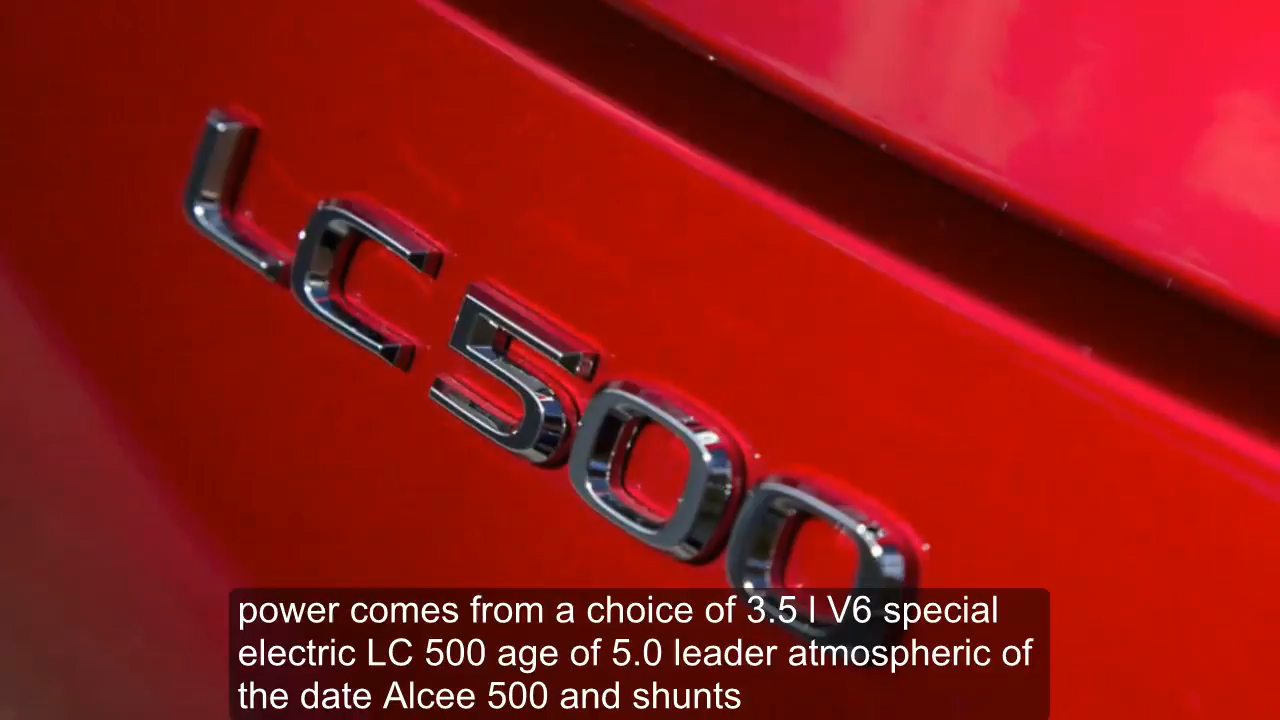 LC500
power comes from a choice of 3.5 l V6 special
electric LC 500 age of 5.0 leader atmospheric of
the date Alcee 500 and shunts